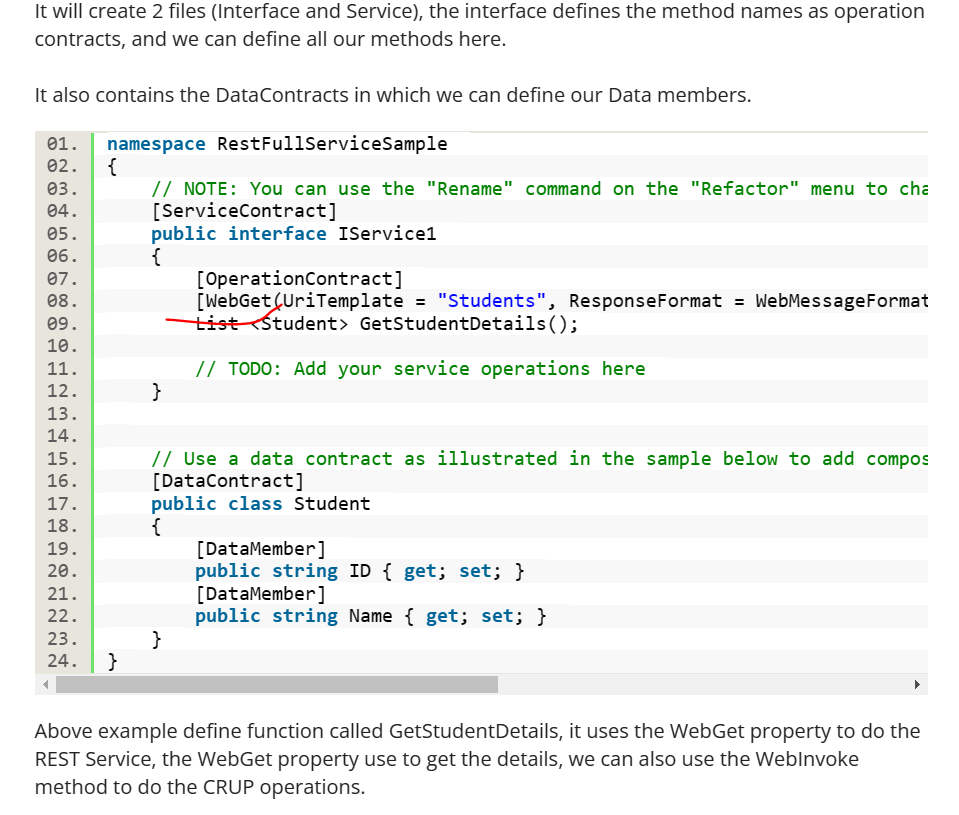 It will create 2 files (Interface and Service), the interface defines the method names as operation
contracts, and we can define all our methods here.
It also contains the DataContracts in which we can define our Data members.
01. namespace RestFullServiceSample
02. {
03. // NOTE: You can use the "Rename" command on the "Refactor" menu to cha
04. [ServiceContract]
05. public interface IService1
06. {
07. [OperationContract]
08. [WebGet(UriTemplate = "Students", ResponseFormat = WebMessageFormat
09. List <Student> GetStudentDetails();
10.
11. // TODO: Add your service operations here
12. }
13.
14.
15. // Use a data contract as illustrated in the sample below to add compos
16. [DataContract]
17. public class Student
18. {
19. [DataMember]
20. public string ID { get; set; }
21. [DataMember]
22. public string Name { get; set; }
23. }
24. }
Above example define function called GetStudentDetails, it uses the WebGet property to do the
REST Service, the WebGet property use to get the details, we can also use the WebInvoke
method to do the CRUP operations.